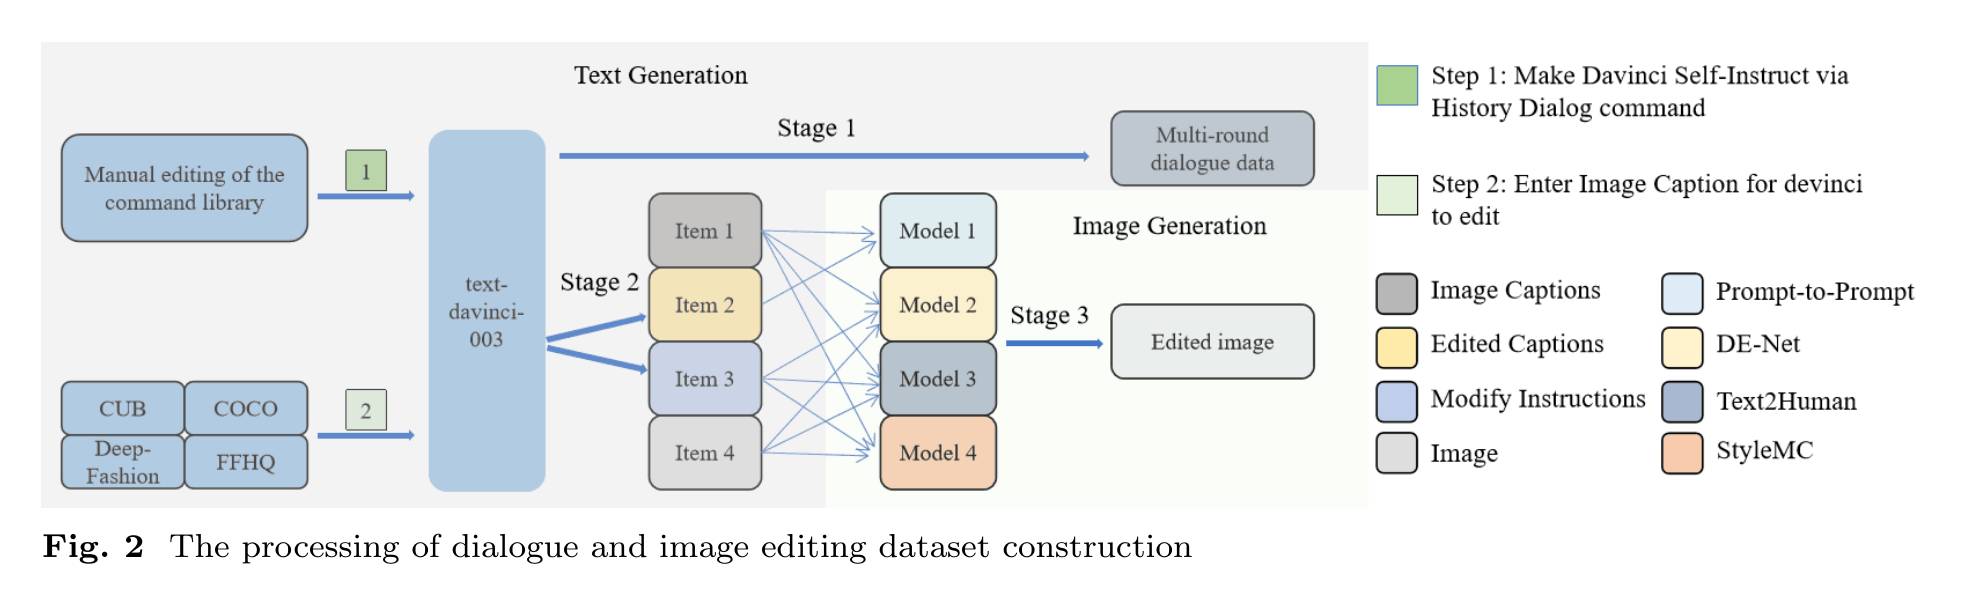 Text Generation
Stage 1
Manual editing of the
command library
1
Multi-round
dialogue data
text-
davinci-
003
Stage 2
Item 1
Item 2
Item 3
Item 4
Model 1
Model 2
Model 3
Model 4
Image Generation
Stage 3
Edited image
CUB
COCO
Deep-
Fashion
FFHQ
2
Step 1: Make Davinci Self-Instruct via
History Dialog command
Step 2: Enter Image Caption for devinci
to edit
Image Captions
Prompt-to-Prompt
Edited Captions
DE-Net
Modify Instructions
Text2Human
Image
StyleMC
Fig. 2 The processing of dialogue and image editing dataset construction